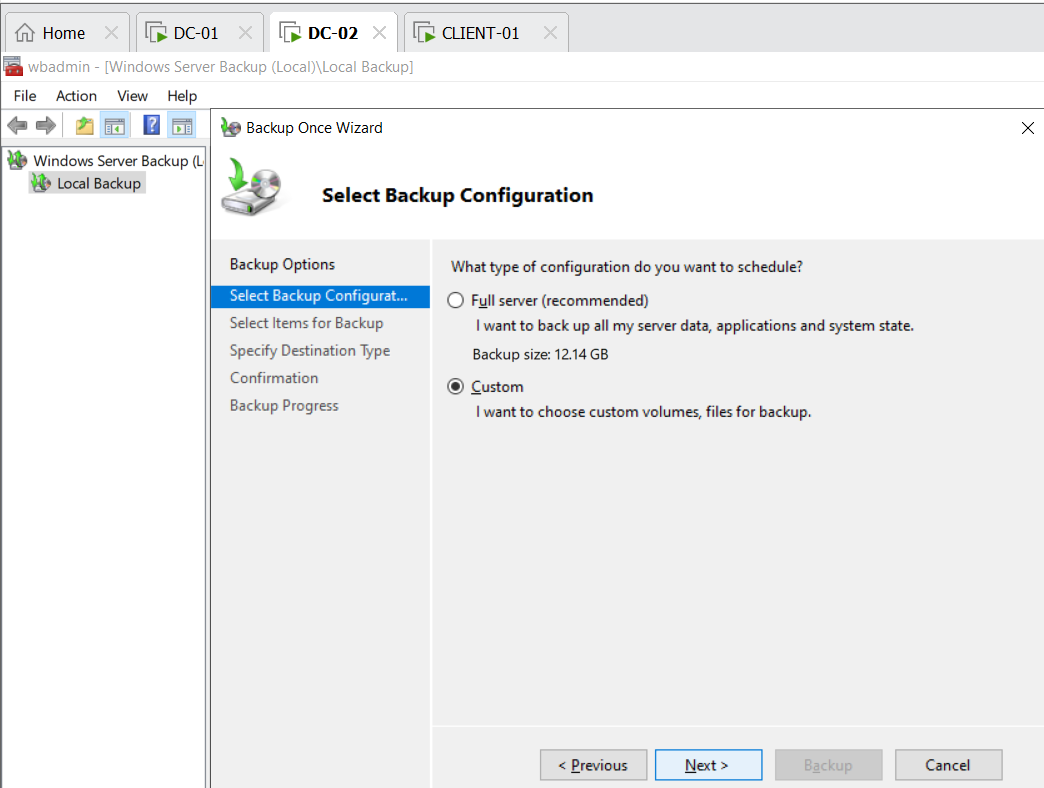 Home
DC-01
DC-02
CLIENT-01
wbadmin - [Windows Server Backup (Local)\Local Backup]
File Action View Help
Windows Server Backup (L
Local Backup
Backup Once Wizard
Select Backup Configuration
Backup Options
Select Backup Configurat...
Select Items for Backup
Specify Destination Type
Confirmation
Backup Progress
What type of configuration do you want to schedule?
Full server (recommended)
I want to back up all my server data, applications and system state.
Backup size: 12.14 GB
Custom
I want to choose custom volumes, files for backup.
< Previous
Next >
Backup
Cancel